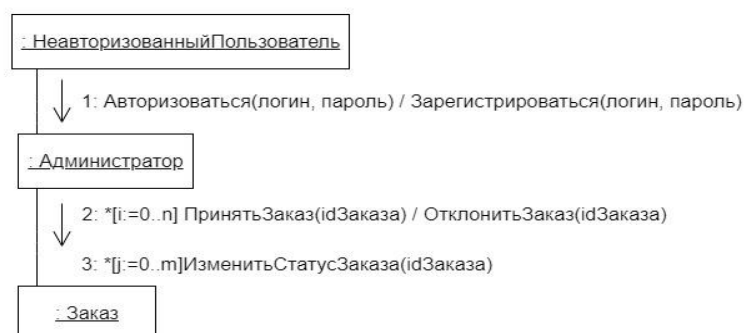 : НеавторизованныйПользователь
1: Авторизоваться(логин, пароль) / Зарегистрироваться(логин, пароль)
: Администратор
2: *[i:=0..n] ПринятьЗаказ(idЗаказа) / ОтклонитьЗаказ(idЗаказа)
3: *[j:=0..m]ИзменитьСтатусЗаказа(idЗаказа)
: Заказ